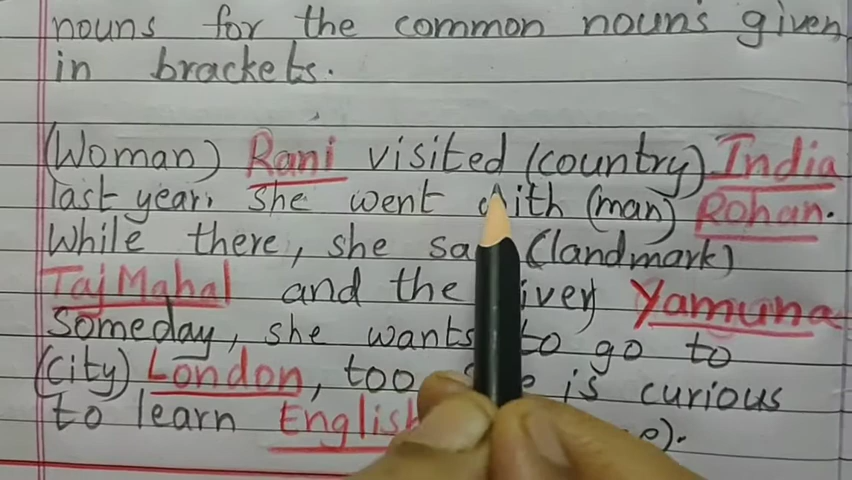 nouns for the common nouns given
in brackets.
(Woman) Rani visited (country) India
last year. She went with (man) Rohan.
While there, she sa (landmark)
Taj Mahal and the iver) Yamuna
Someday, she wants to go to
(city) London, too. is curious
to learn English